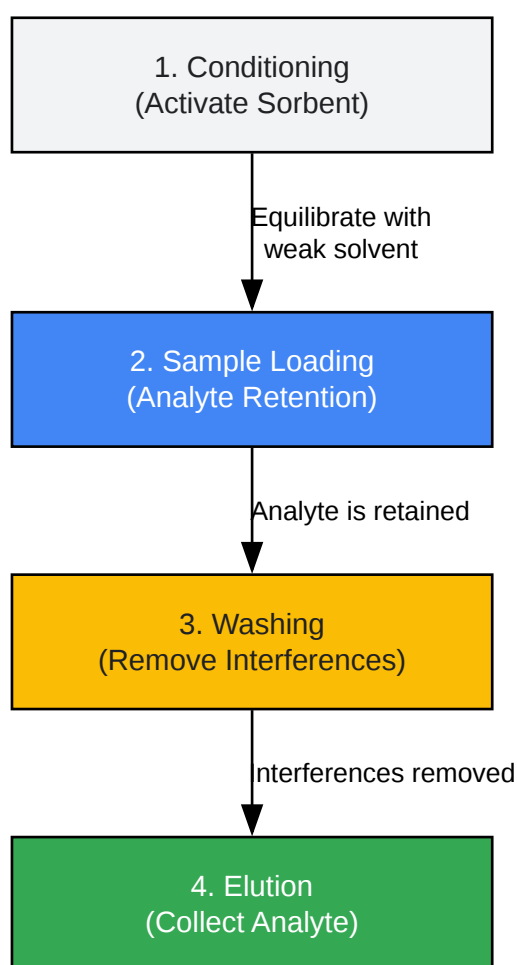 1. Conditioning
(Activate Sorbent)
Equilibrate with
weak solvent
2. Sample Loading
(Analyte Retention)
Analyte is retained
3. Washing
(Remove Interferences)
Interferences removed
4. Elution
(Collect Analyte)